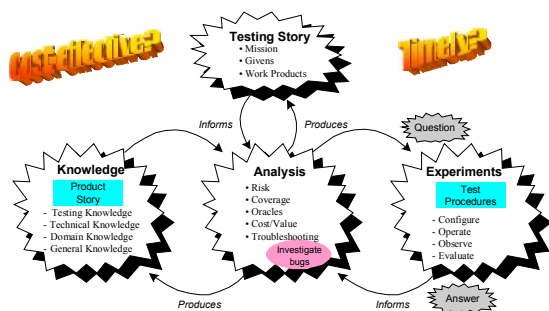 Cost-effective?
Timely?
Testing Story
• Mission
• Givens
• Work Products
Informs
Produces
Question
Knowledge
Product
Story
- Testing Knowledge
- Technical Knowledge
- Domain Knowledge
- General Knowledge
Analysis
• Risk
• Coverage
• Oracles
• Cost/Value
• Troubleshooting
Investigate
bugs
Experiments
Test
Procedures
- Configure
- Operate
- Observe
- Evaluate
Produces
Informs
Answer